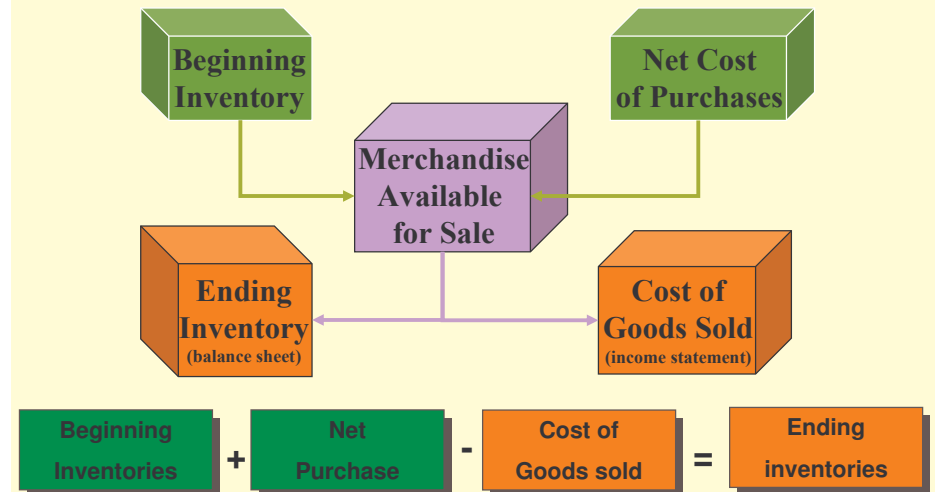 Beginning
Inventory
Net Cost
of Purchases
Merchandise
Available
for Sale
Ending
Inventory
(balance sheet)
Cost of
Goods Sold
(income statement)
Beginning
Inventories
+
Net
Purchase
-
Cost of
Goods sold
=
Ending
inventories